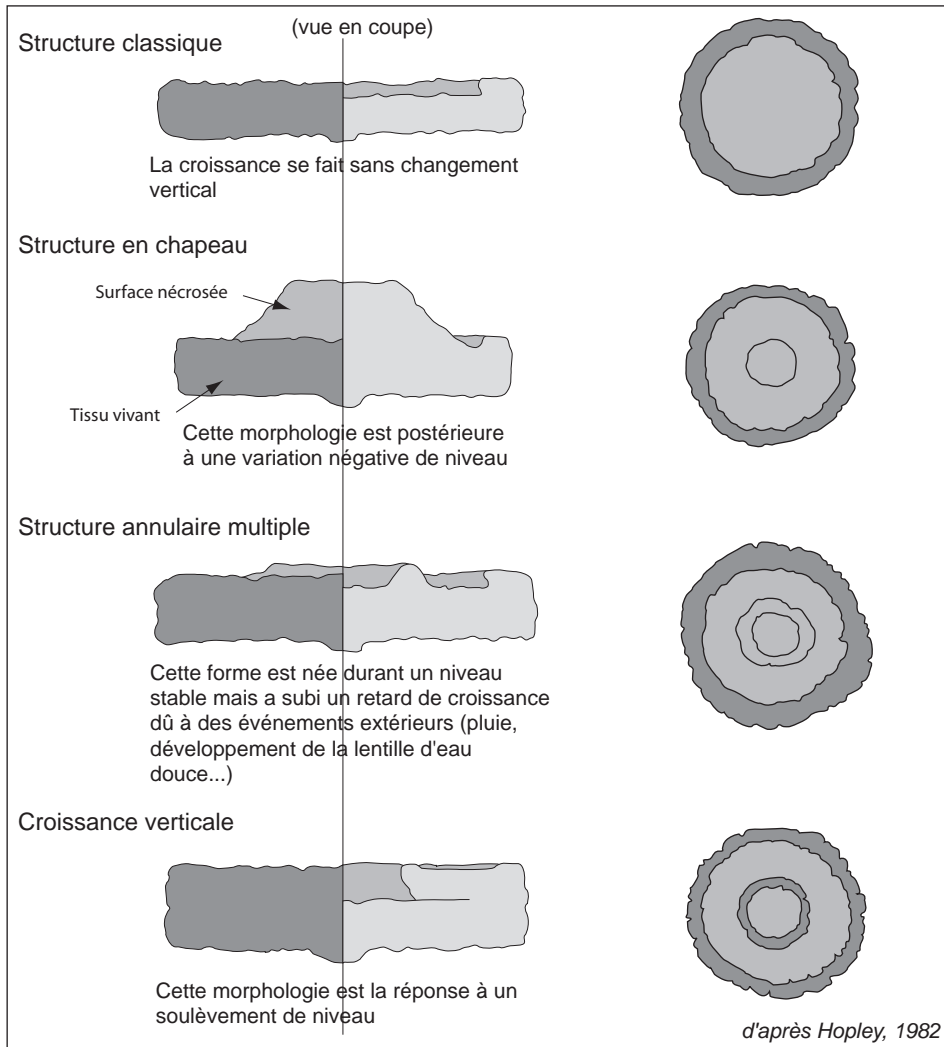 (vue en coupe)
Structure classique
La croissance se fait sans changement
vertical
Structure en chapeau
Surface nécrosée
Tissu vivant
Cette morphologie est postérieure
à une variation négative de niveau
Structure annulaire multiple
Cette forme est née durant un niveau
stable mais a subi un retard de croissance
dû à des événements extérieurs (pluie,
développement de la lentille d'eau
douce...)
Croissance verticale
Cette morphologie est la réponse à un
soulèvement de niveau
d'après Hopley, 1982